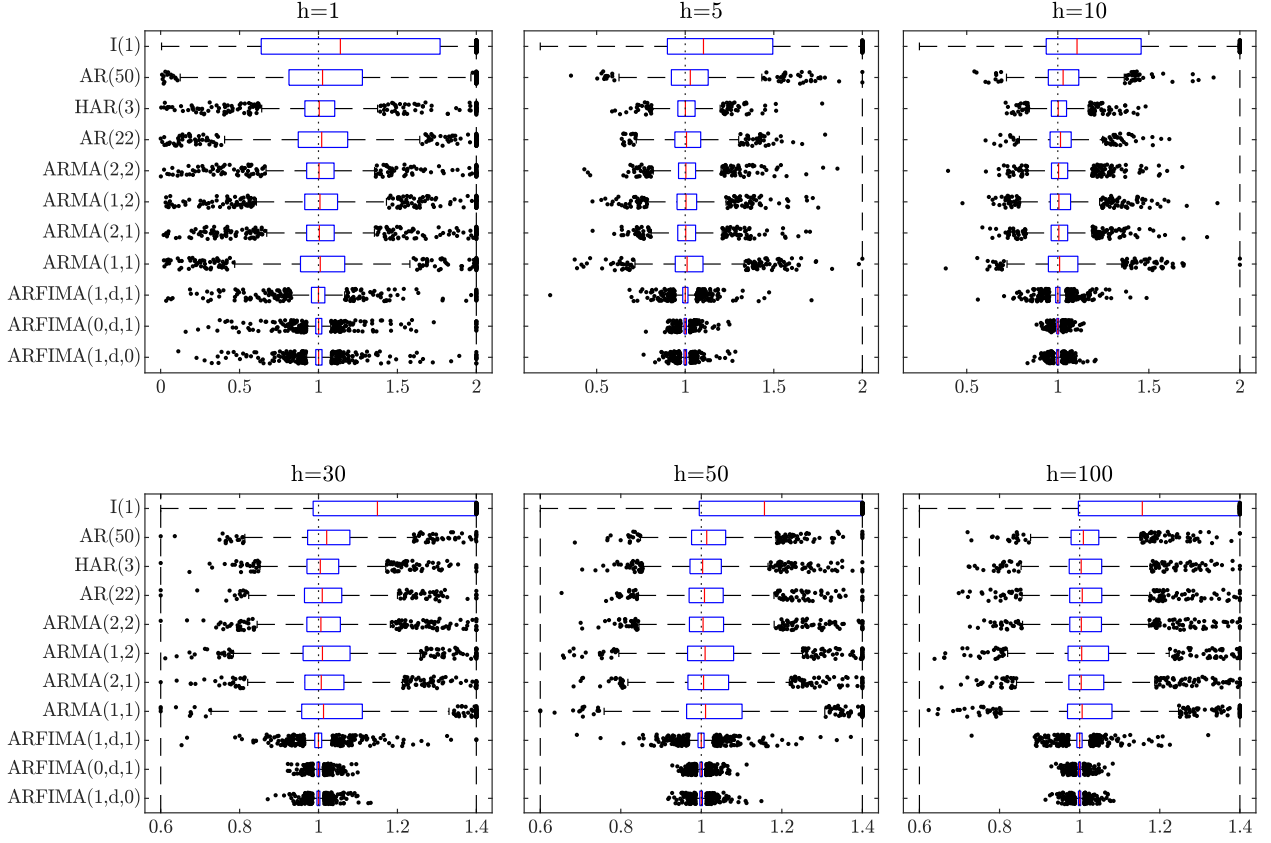 h=1 h=5 h=10
I(1)
AR(50)
HAR(3)
AR(22)
ARMA(2,2)
ARMA(1,2)
ARMA(2,1)
ARMA(1,1)
ARFIMA(1,d,1)
ARFIMA(0,d,1)
ARFIMA(1,d,0)
0 0.5 1 1.5 2 0.5 1 1.5 2 0.5 1 1.5 2
h=30 h=50 h=100
I(1)
AR(50)
HAR(3)
AR(22)
ARMA(2,2)
ARMA(1,2)
ARMA(2,1)
ARMA(1,1)
ARFIMA(1,d,1)
ARFIMA(0,d,1)
ARFIMA(1,d,0)
0.6 0.8 1 1.2 1.4 0.6 0.8 1 1.2 1.4 0.6 0.8 1 1.2 1.4